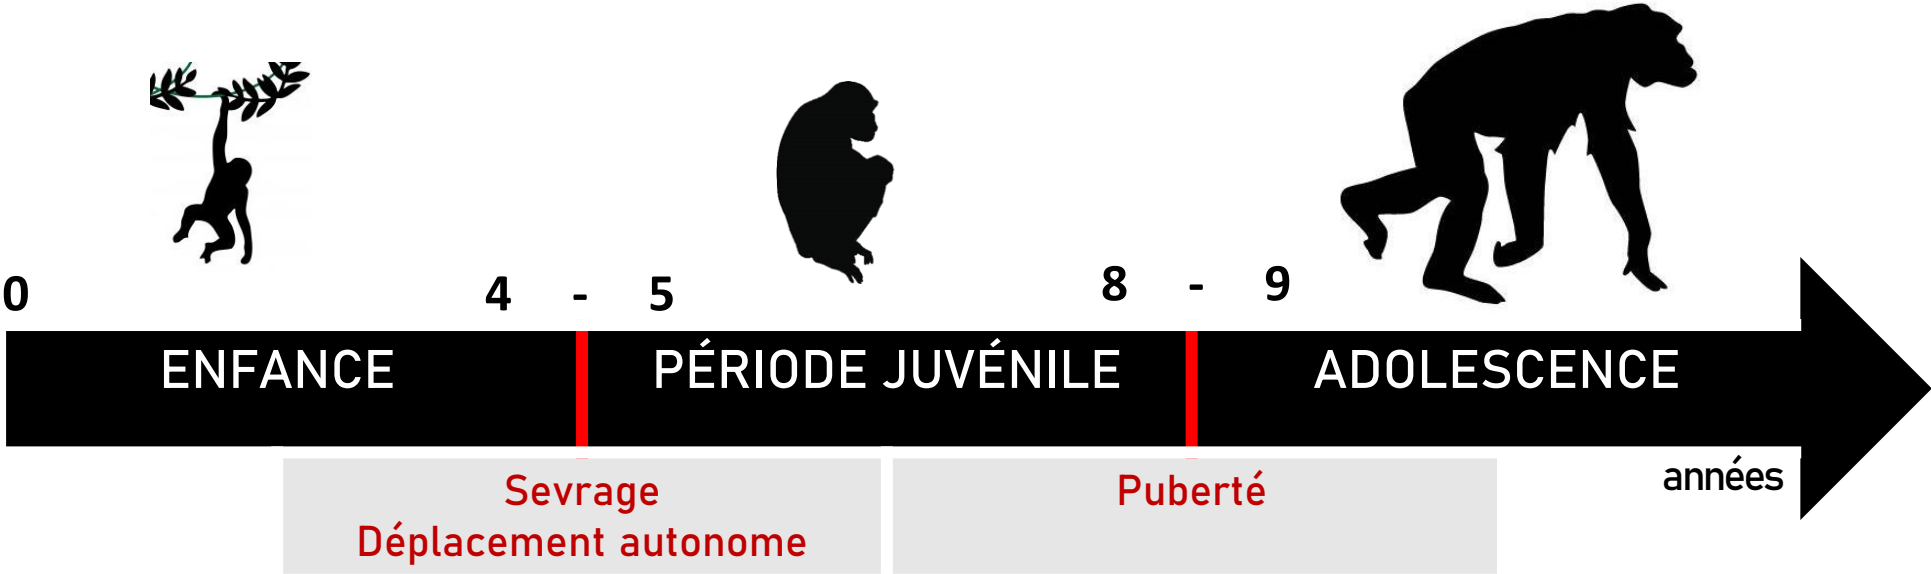 0 4 - 5 8 - 9
ENFANCE PÉRIODE JUVÉNILE ADOLESCENCE
années
Sevrage
Déplacement autonome
Puberté